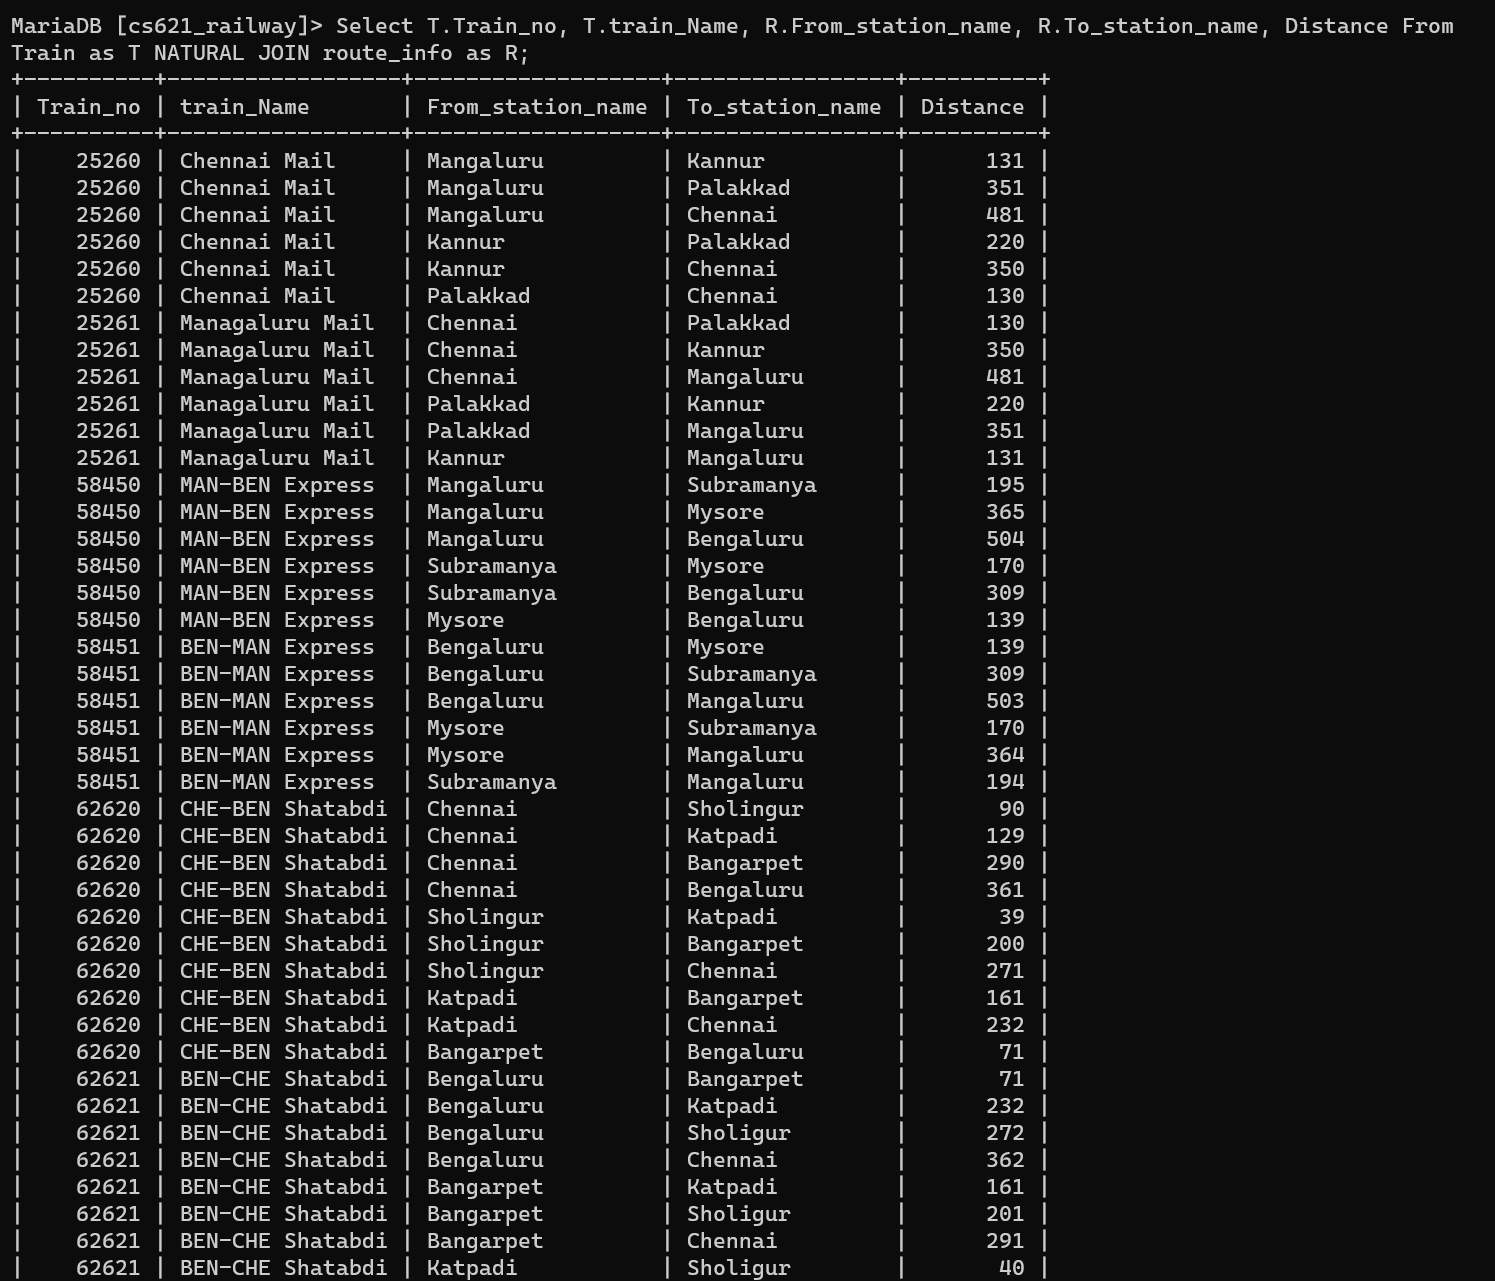 MariaDB [cs621_railway]> Select T.Train_no, T.train_Name, R.From_station_name, R.To_station_name, Distance From
Train as T NATURAL JOIN route_info as R;
+----------+------------------+-------------------+-----------------+----------+
| Train_no | train_Name       | From_station_name | To_station_name | Distance |
+----------+------------------+-------------------+-----------------+----------+
|    25260 | Chennai Mail     | Mangaluru         | Kannur          |      131 |
|    25260 | Chennai Mail     | Mangaluru         | Palakkad        |      351 |
|    25260 | Chennai Mail     | Mangaluru         | Chennai         |      481 |
|    25260 | Chennai Mail     | Kannur            | Palakkad        |      220 |
|    25260 | Chennai Mail     | Kannur            | Chennai         |      350 |
|    25260 | Chennai Mail     | Palakkad          | Chennai         |      130 |
|    25261 | Managaluru Mail  | Chennai           | Palakkad        |      130 |
|    25261 | Managaluru Mail  | Chennai           | Kannur          |      350 |
|    25261 | Managaluru Mail  | Chennai           | Mangaluru       |      481 |
|    25261 | Managaluru Mail  | Palakkad          | Kannur          |      220 |
|    25261 | Managaluru Mail  | Palakkad          | Mangaluru       |      351 |
|    25261 | Managaluru Mail  | Kannur            | Mangaluru       |      131 |
|    58450 | MAN-BEN Express  | Mangaluru         | Subramanya      |      195 |
|    58450 | MAN-BEN Express  | Mangaluru         | Mysore          |      365 |
|    58450 | MAN-BEN Express  | Mangaluru         | Bengaluru       |      504 |
|    58450 | MAN-BEN Express  | Subramanya        | Mysore          |      170 |
|    58450 | MAN-BEN Express  | Subramanya        | Bengaluru       |      309 |
|    58450 | MAN-BEN Express  | Mysore            | Bengaluru       |      139 |
|    58451 | BEN-MAN Express  | Bengaluru         | Mysore          |      139 |
|    58451 | BEN-MAN Express  | Bengaluru         | Subramanya      |      309 |
|    58451 | BEN-MAN Express  | Bengaluru         | Mangaluru       |      503 |
|    58451 | BEN-MAN Express  | Mysore            | Subramanya      |      170 |
|    58451 | BEN-MAN Express  | Mysore            | Mangaluru       |      364 |
|    58451 | BEN-MAN Express  | Subramanya        | Mangaluru       |      194 |
|    62620 | CHE-BEN Shatabdi | Chennai           | Sholingur       |       90 |
|    62620 | CHE-BEN Shatabdi | Chennai           | Katpadi         |      129 |
|    62620 | CHE-BEN Shatabdi | Chennai           | Bangarpet       |      290 |
|    62620 | CHE-BEN Shatabdi | Chennai           | Bengaluru       |      361 |
|    62620 | CHE-BEN Shatabdi | Sholingur         | Katpadi         |       39 |
|    62620 | CHE-BEN Shatabdi | Sholingur         | Bangarpet       |      200 |
|    62620 | CHE-BEN Shatabdi | Sholingur         | Chennai         |      271 |
|    62620 | CHE-BEN Shatabdi | Katpadi           | Bangarpet       |      161 |
|    62620 | CHE-BEN Shatabdi | Katpadi           | Chennai         |      232 |
|    62620 | CHE-BEN Shatabdi | Bangarpet         | Bengaluru       |       71 |
|    62621 | BEN-CHE Shatabdi | Bengaluru         | Bangarpet       |       71 |
|    62621 | BEN-CHE Shatabdi | Bengaluru         | Katpadi         |      232 |
|    62621 | BEN-CHE Shatabdi | Bengaluru         | Sholigur        |      272 |
|    62621 | BEN-CHE Shatabdi | Bengaluru         | Chennai         |      362 |
|    62621 | BEN-CHE Shatabdi | Bangarpet         | Katpadi         |      161 |
|    62621 | BEN-CHE Shatabdi | Bangarpet         | Sholigur        |      201 |
|    62621 | BEN-CHE Shatabdi | Bangarpet         | Chennai         |      291 |
|    62621 | BEN-CHE Shatabdi | Katpadi           | Sholigur        |       40 |